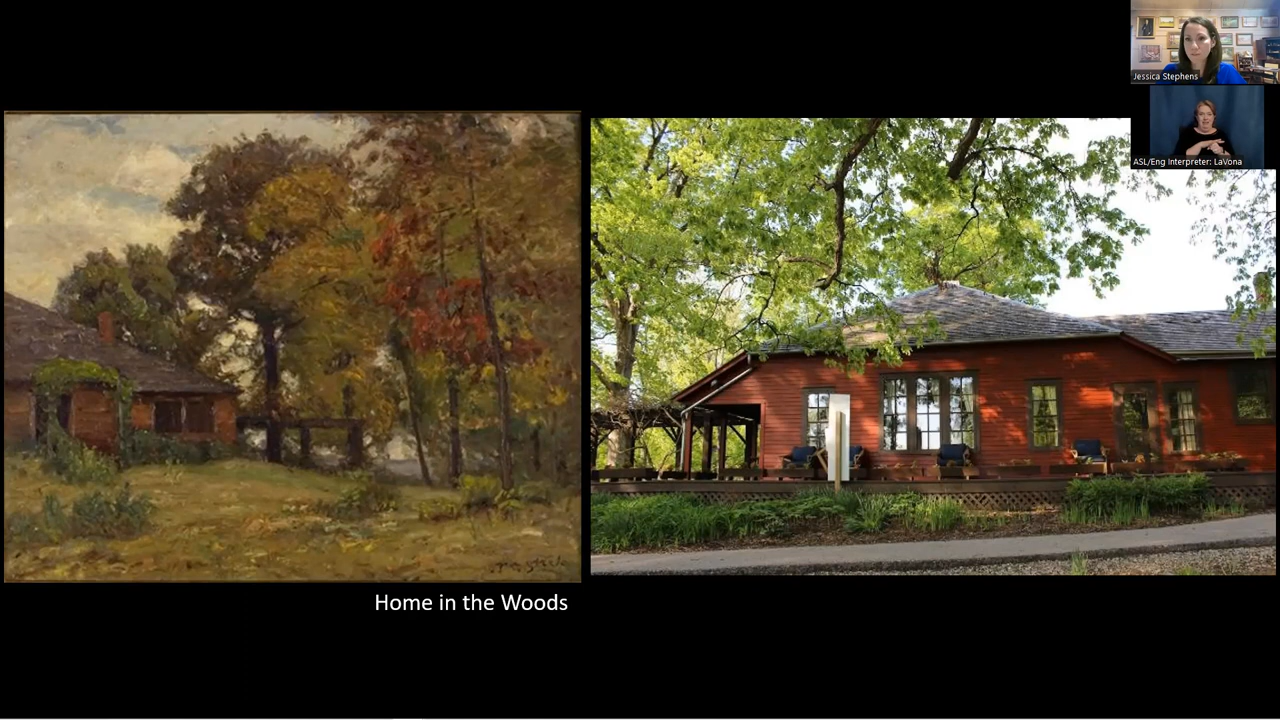 Jessica Stephens
ASL/Eng Interpreter: LaVona
Home in the Woods